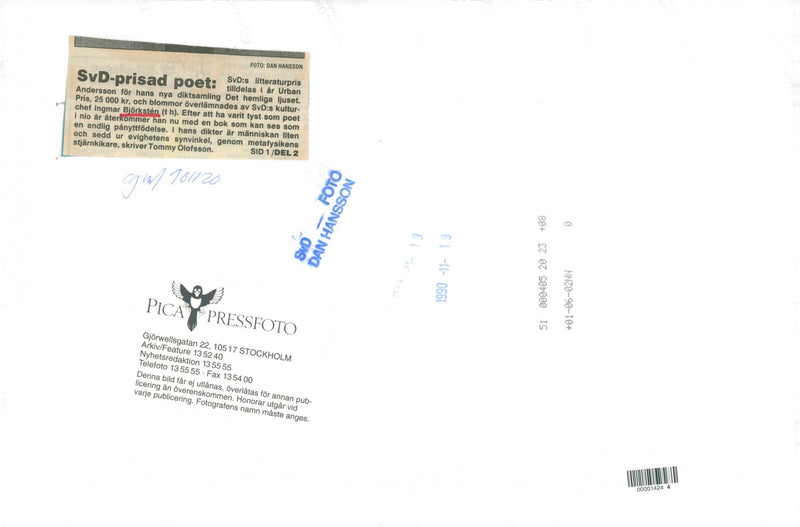 FOTO: DAN HANSSON
SvD-prisad poet: SvD:s litteraturpris
tilldelas i år Urban
Andersson för hans nya diktsamling Det hemliga ljuset.
Pris, 25 000 kr, och blommor överlämnades av SvD:s kultur-
chef Ingmar Björkstén (t h). Efter att ha varit tyst som poet
i nio år återkommer han nu med en bok som kan ses som
en andlig pånyttfödelse. I hans dikter är människan liten
och sedd ur evighetens synvinkel, genom metafysikens
stjärnkikare, skriver Tommy Olofsson. SID 1 /DEL 2
901120
SvD — FOTO
DAN HANSSON
1990 -11- 19
51 000405 20 23 +08
+01-06-02NH 0
PICA PRESSFOTO
Gjörwellsgatan 22, 105 17 STOCKHOLM
Arkiv/Feature 13 52 40
Nyhetsredaktion 13 55 55
Telefoto 13 55 55 · Fax 13 54 00
Denna bild får ej utlånas, överlåtas för annan pub-
licering än överenskommen. Honorar utgår vid
varje publicering. Fotografens namn måste anges.
00001424 4